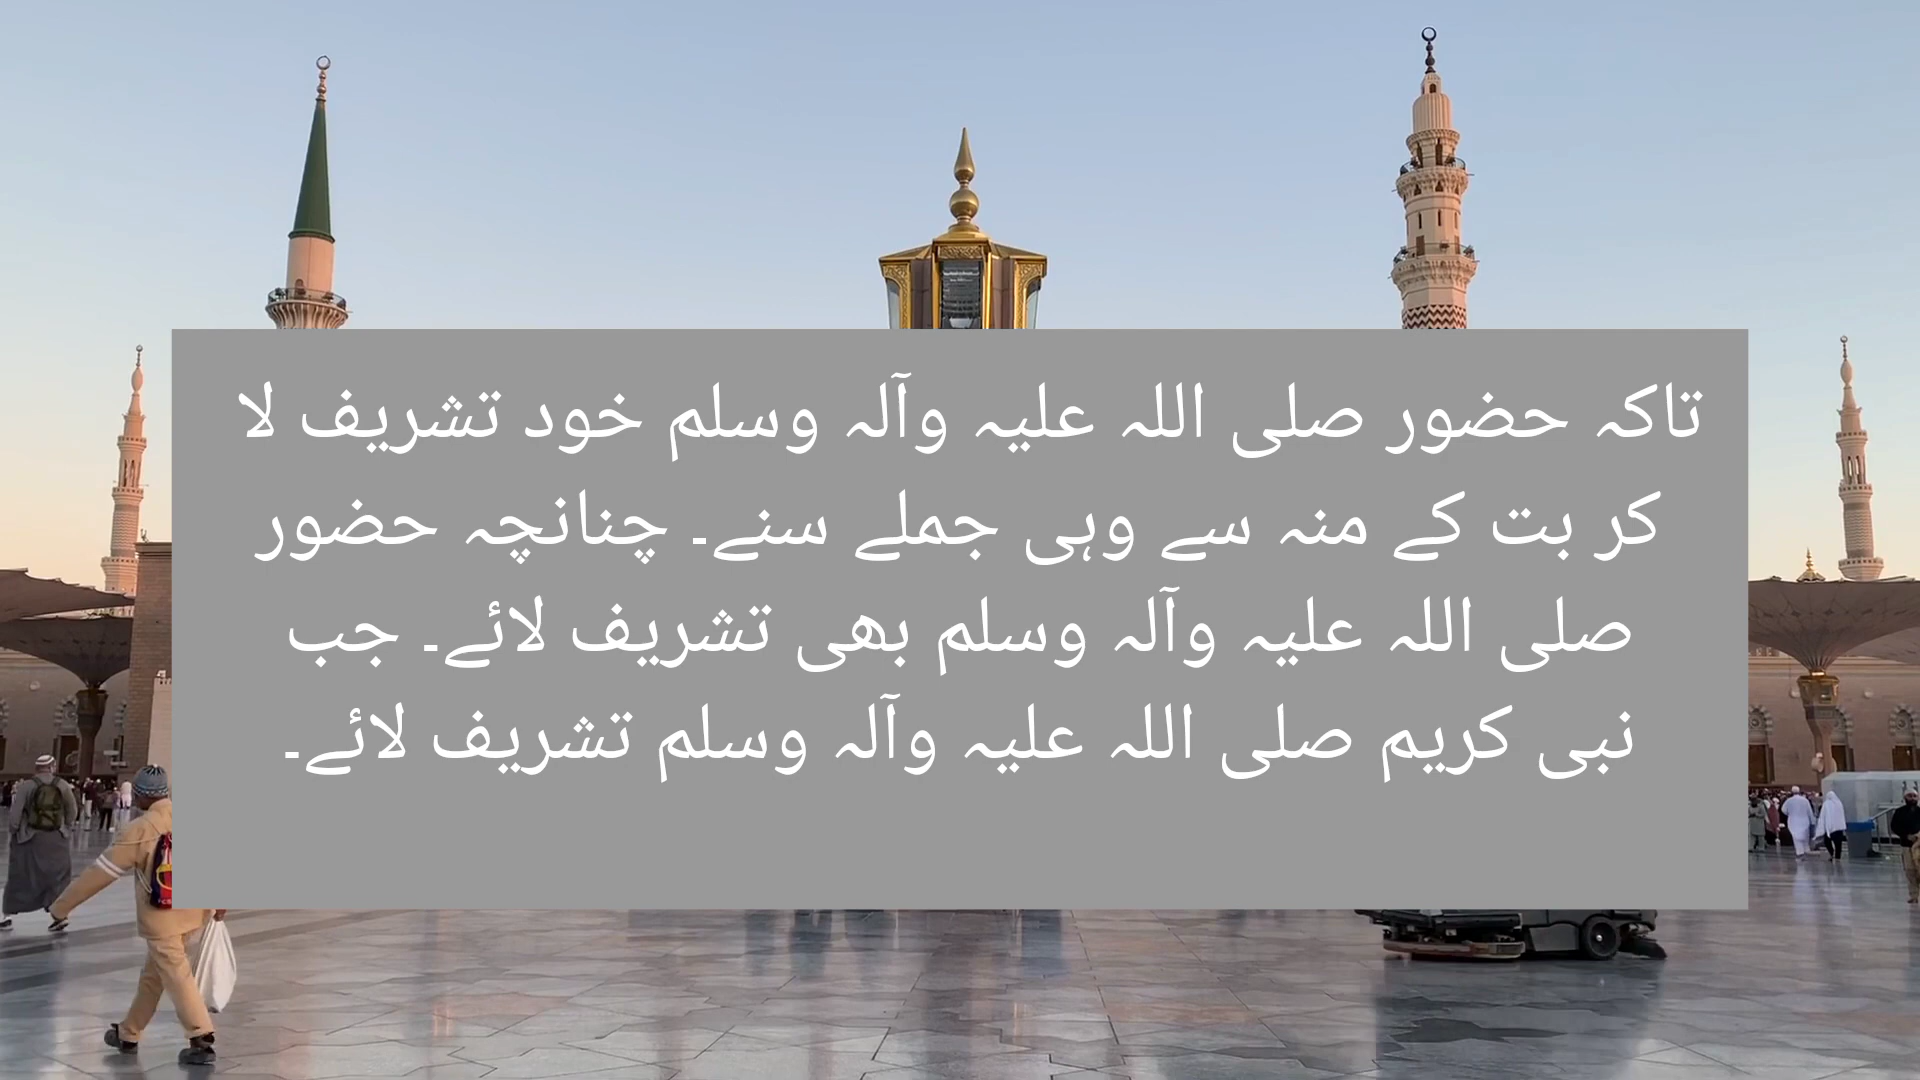 تاکہ حضور صلی اللہ علیہ وآلہ وسلم خود تشریف لا
کر بت کے منہ سے وہی جملے سنے۔ چنانچہ حضور
صلی اللہ علیہ وآلہ وسلم بھی تشریف لائے۔ جب
نبی کریم صلی اللہ علیہ وآلہ وسلم تشریف لائے۔